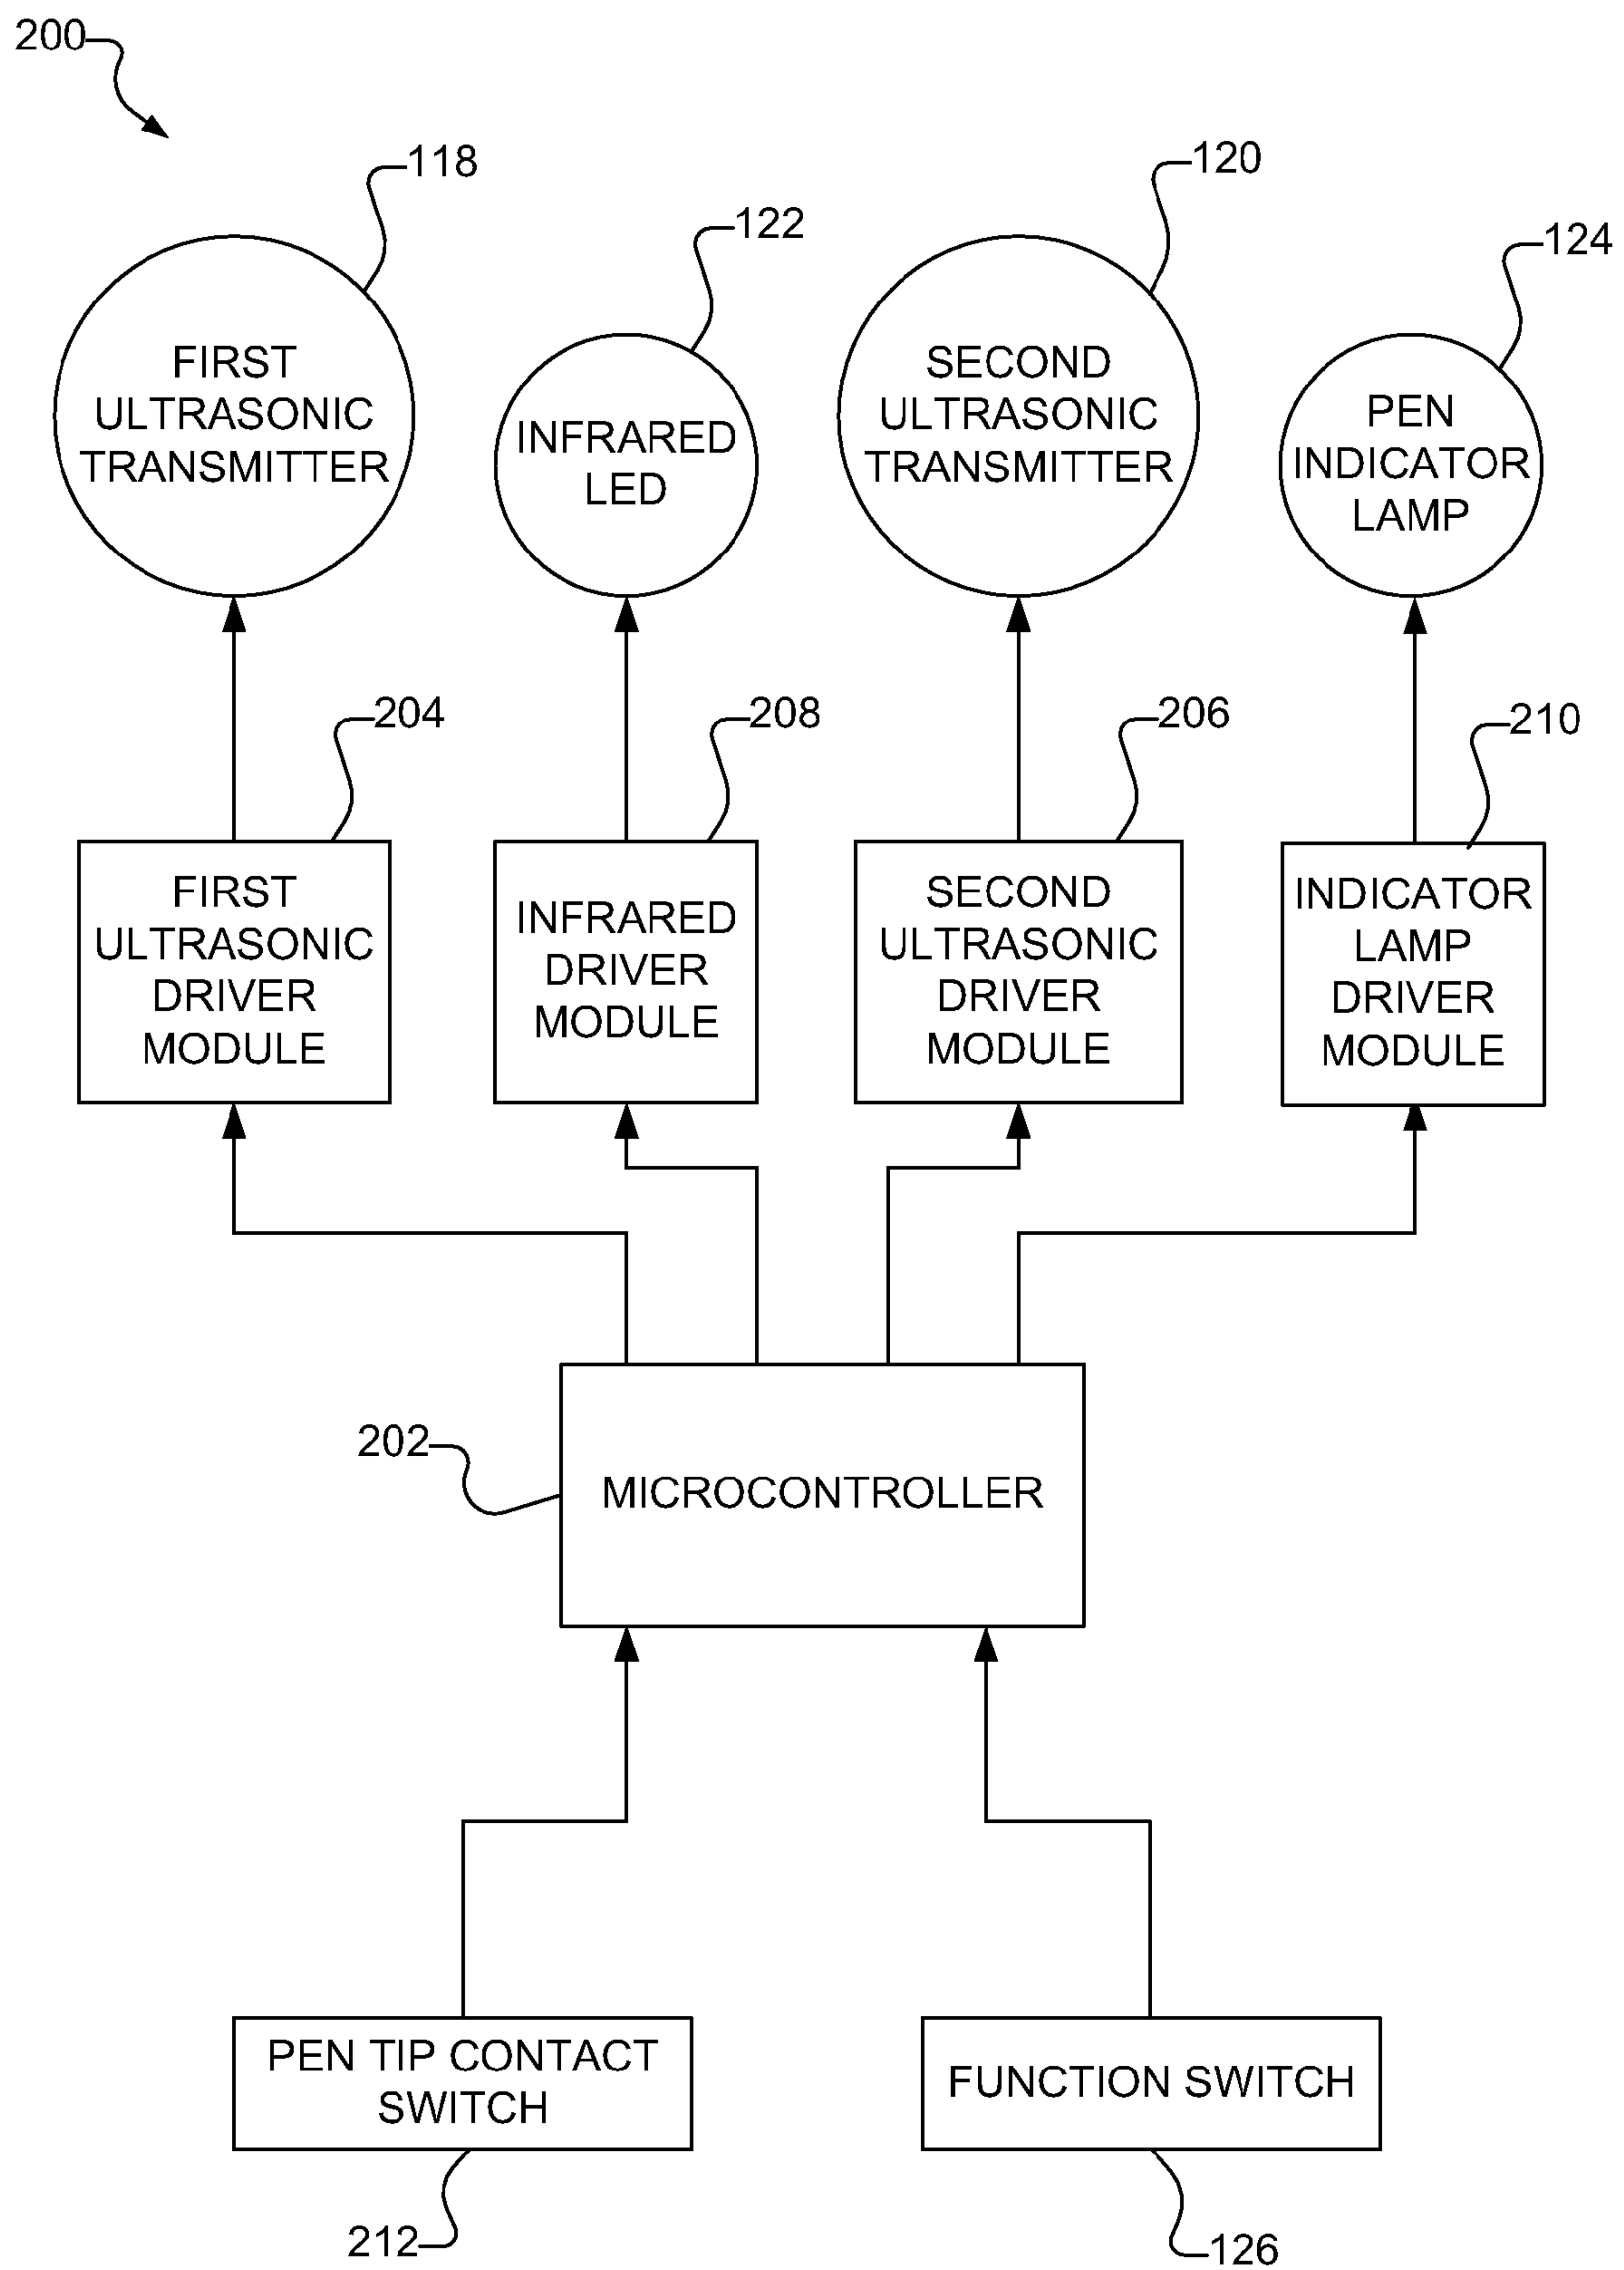 200
118
122
120
124
FIRST
ULTRASONIC
TRANSMITTER
INFRARED
LED
SECOND
ULTRASONIC
TRANSMITTER
PEN
INDICATOR
LAMP
204
208
206
210
FIRST
ULTRASONIC
DRIVER
MODULE
INFRARED
DRIVER
MODULE
SECOND
ULTRASONIC
DRIVER
MODULE
INDICATOR
LAMP
DRIVER
MODULE
202
MICROCONTROLLER
PEN TIP CONTACT
SWITCH
FUNCTION SWITCH
212
126